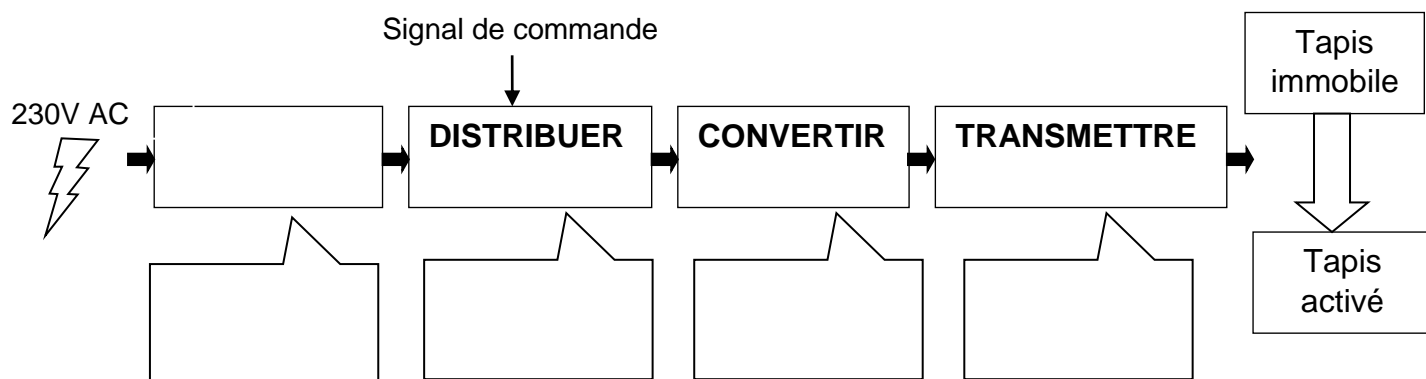 Signal de commande
230V AC
DISTRIBUER
CONVERTIR
TRANSMETTRE
Tapis
immobile
Tapis
activé